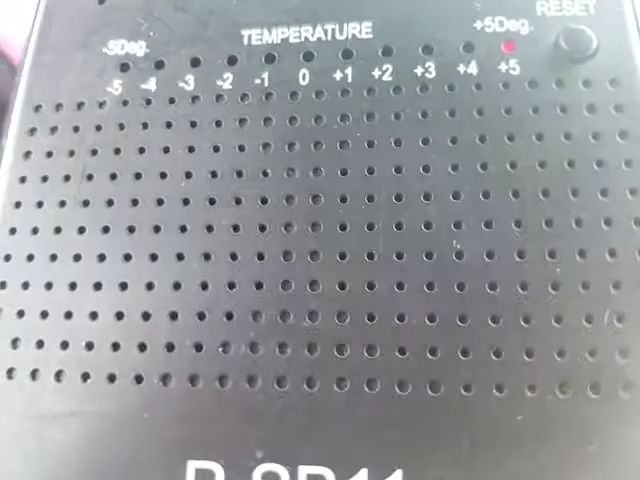 RESET
+5Deg.
TEMPERATURE
-5Deg.
-5 -4 -3 -2 -1 0 +1 +2 +3 +4 +5